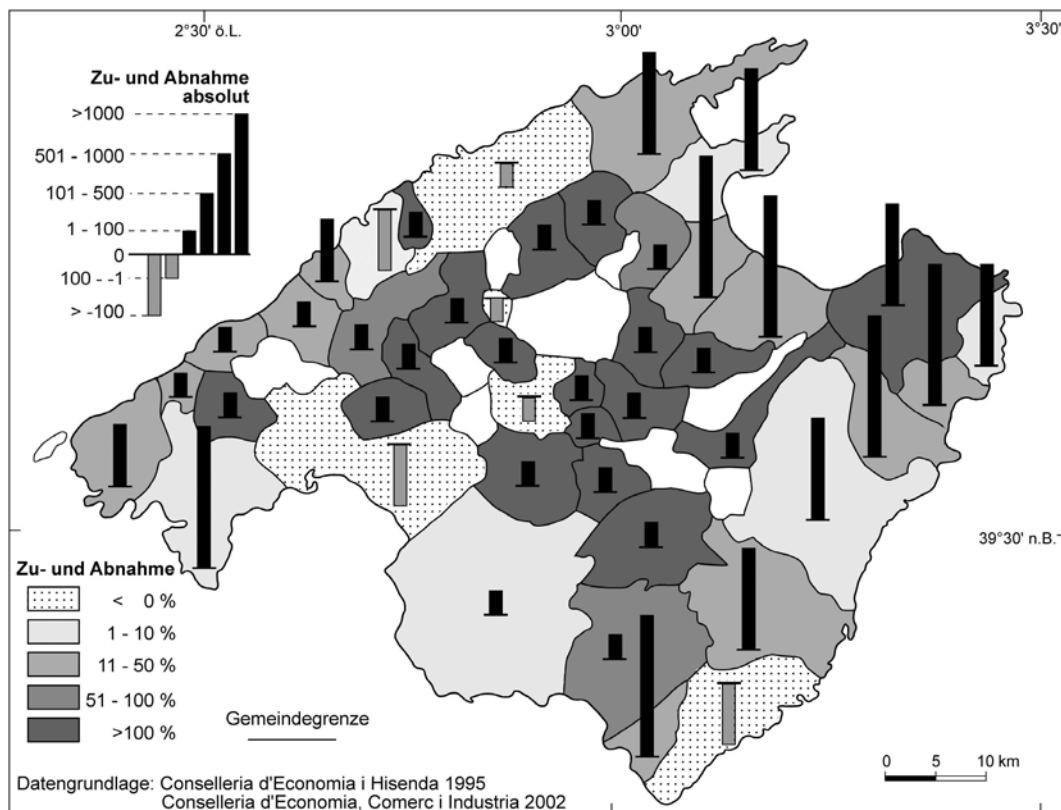 2°30' ö.L.
3°00'
3°30'
Zu- und Abnahme
absolut
>1000
501 - 1000
101 - 500
1 - 100
0
100 - -1
> -100
39°30' n.B.
Zu- und Abnahme
< 0 %
1 - 10 %
11 - 50 %
51 - 100 %
>100 %
Gemeindegrenze
0 5 10 km
Datengrundlage: Conselleria d'Economia i Hisenda 1995
Conselleria d'Economia, Comerc i Industria 2002